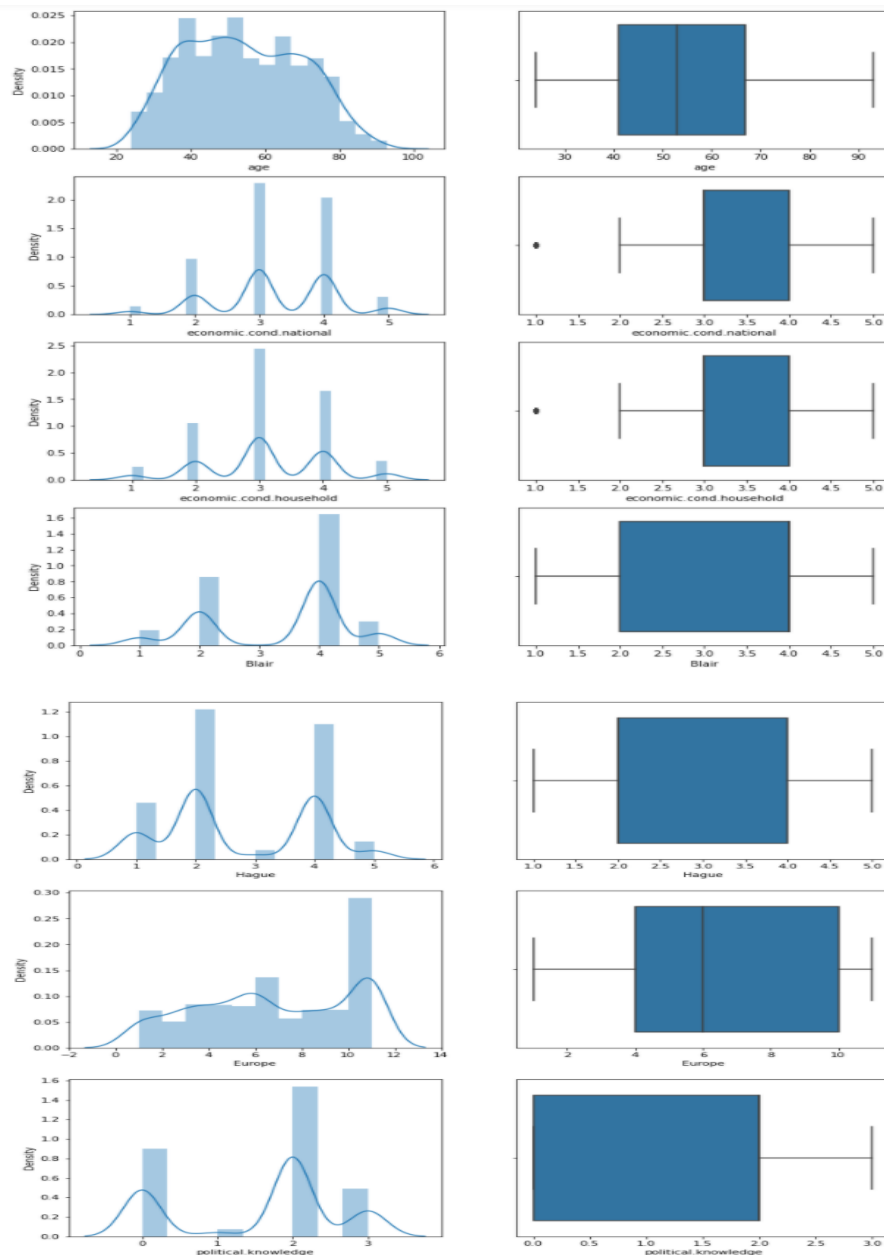 0.025
0.020
0.015
0.010
0.005
0.000
Density
20 40 60 80 100
age
30 40 50 60 70 80 90
age
2.0
1.5
1.0
0.5
0.0
Density
1 2 3 4 5
economic.cond.national
1.0 1.5 2.0 2.5 3.0 3.5 4.0 4.5 5.0
economic.cond.national
2.5
2.0
1.5
1.0
0.5
0.0
Density
1 2 3 4 5
economic.cond.household
1.0 1.5 2.0 2.5 3.0 3.5 4.0 4.5 5.0
economic.cond.household
1.6
1.4
1.2
1.0
0.8
0.6
0.4
0.2
0.0
Density
0 1 2 3 4 5 6
Blair
1.0 1.5 2.0 2.5 3.0 3.5 4.0 4.5 5.0
Blair
1.2
1.0
0.8
0.6
0.4
0.2
0.0
Density
0 1 2 3 4 5 6
Hague
1.0 1.5 2.0 2.5 3.0 3.5 4.0 4.5 5.0
Hague
0.30
0.25
0.20
0.15
0.10
0.05
0.00
Density
−2 0 2 4 6 8 10 12 14
Europe
2 4 6 8 10
Europe
1.6
1.4
1.2
1.0
0.8
0.6
0.4
0.2
0.0
Density
0 1 2 3
political.knowledge
0.0 0.5 1.0 1.5 2.0 2.5 3.0
political.knowledge